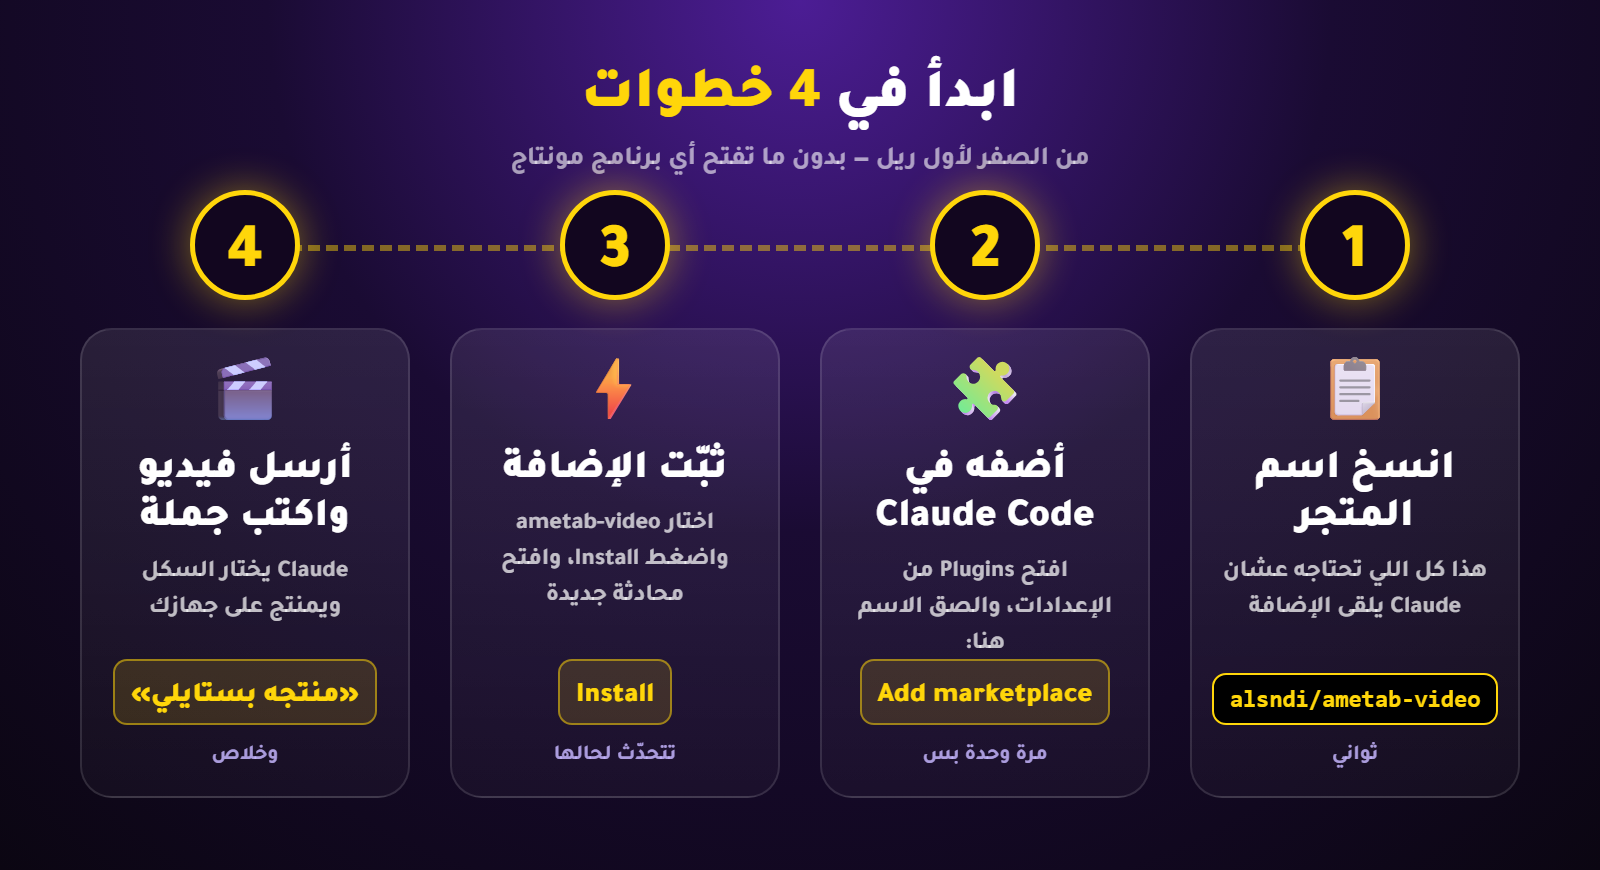 ابدأ في 4 خطوات
من الصفر لأول ريل – بدون ما تفتح أي برنامج مونتاج
1
انسخ اسم
المتجر
هذا كل اللي تحتاجه عشان
Claude يلقى الإضافة
alsndi/ametab-video
ثواني
2
أضفه في
Claude Code
افتح Plugins من
الإعدادات، والصق الاسم
هنا:
Add marketplace
مرة وحدة بس
3
ثبّت الإضافة
اختار ametab-video
واضغط Install، وافتح
محادثة جديدة
Install
تتحدّث لحالها
4
أرسل فيديو
واكتب جملة
Claude يختار السكل
ويمنتج على جهازك
«منتجه بستايلي»
وخلاص